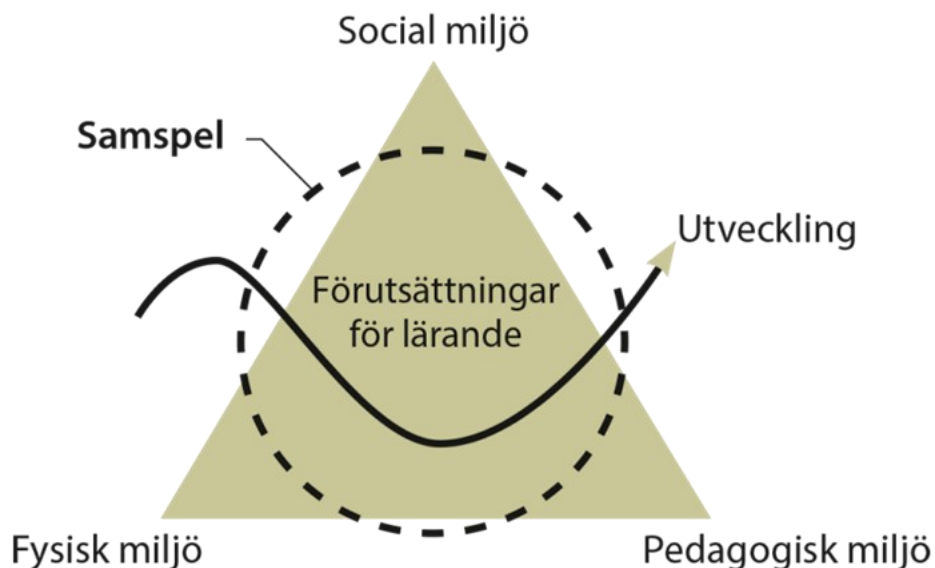 Social miljö
Samspel
Utveckling
Förutsättningar
för lärande
Fysisk miljö
Pedagogisk miljö